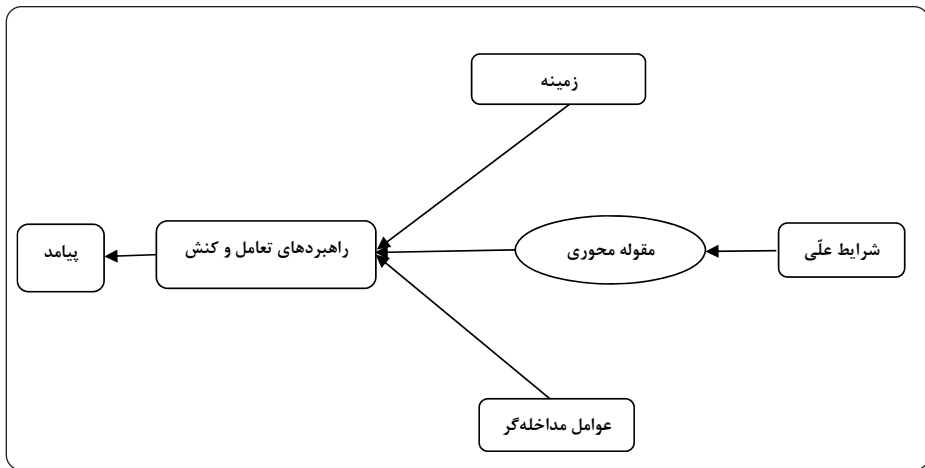 زمینه
شرایط علّی
مقوله محوری
راهبردهای تعامل و کنش
پیامد
عوامل مداخله‌گر